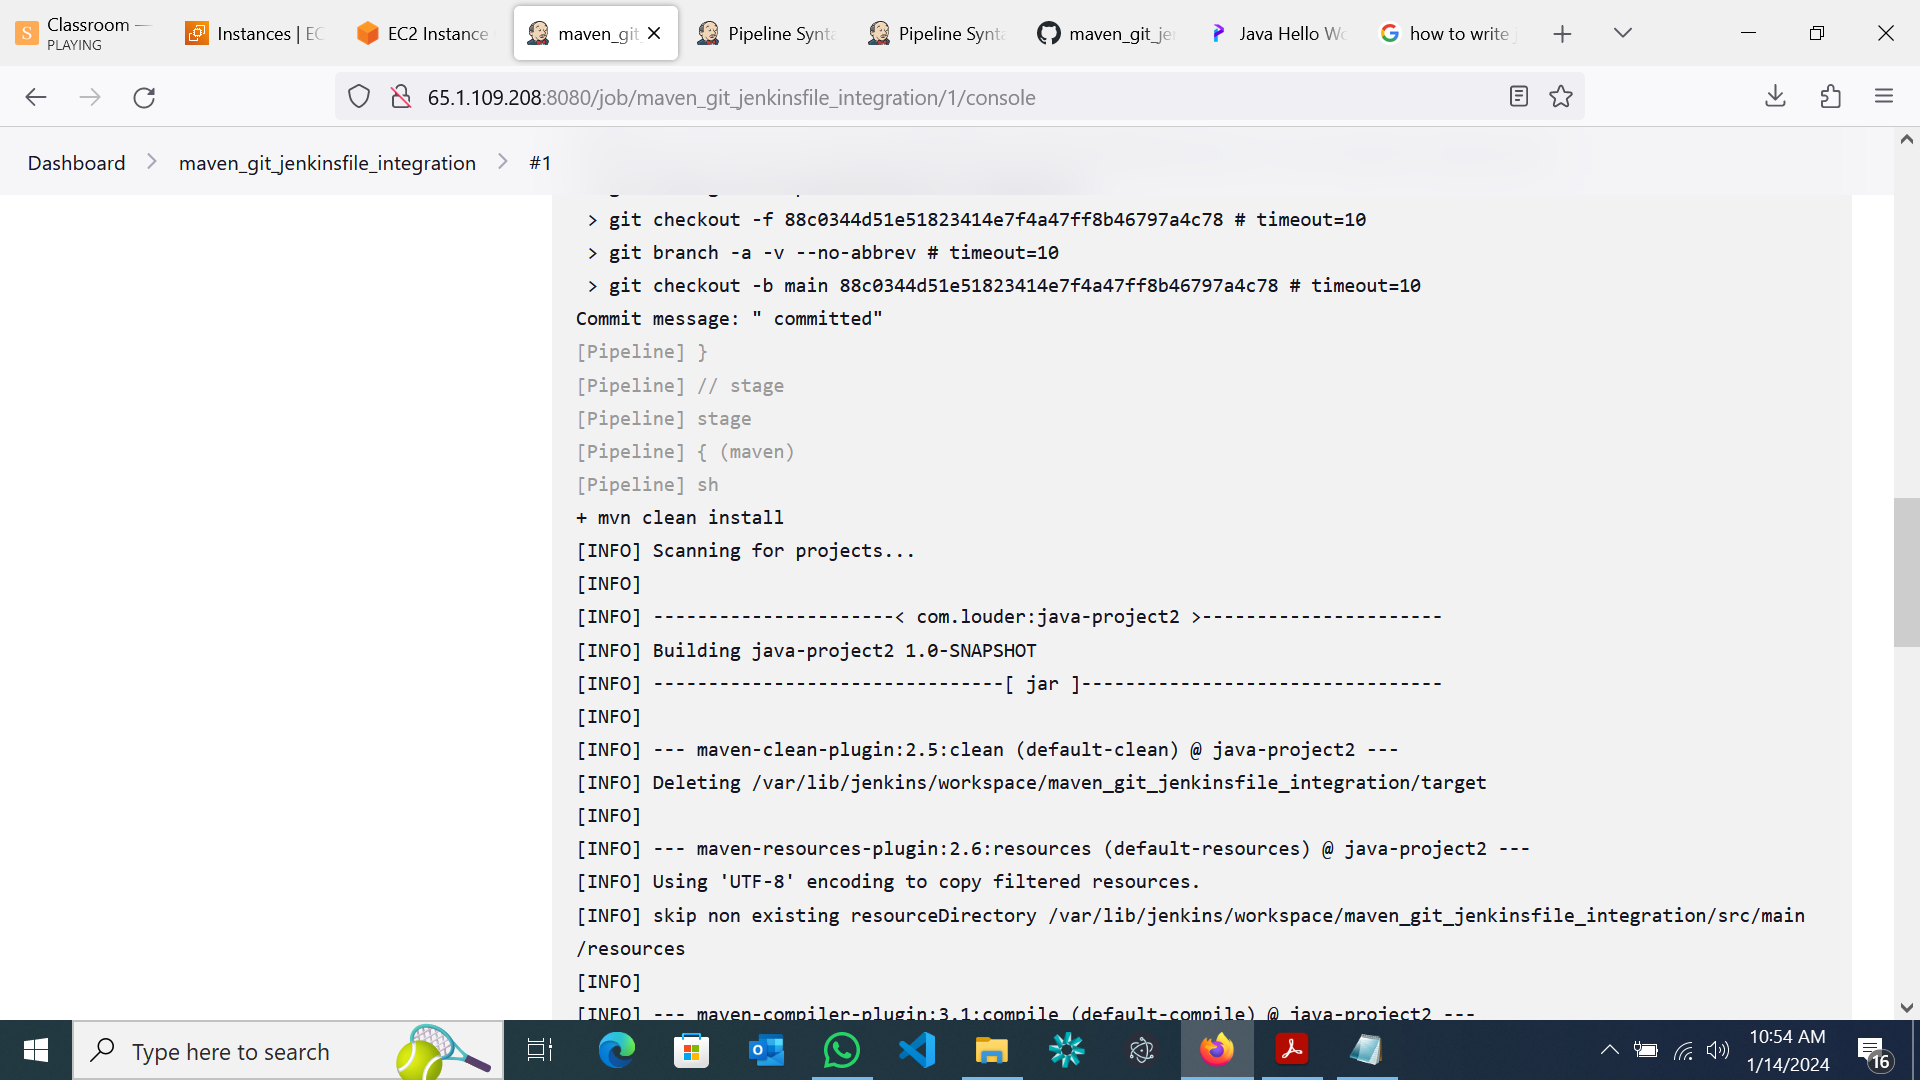 Classroom
PLAYING
Instances | EC
EC2 Instance
maven_git_
Pipeline Synta
Pipeline Synta
maven_git_jen
Java Hello Wo
how to write j
65.1.109.208:8080/job/maven_git_jenkinsfile_integration/1/console
Dashboard
maven_git_jenkinsfile_integration
#1
> git checkout -f 88c0344d51e51823414e7f4a47ff8b46797a4c78 # timeout=10
> git branch -a -v --no-abbrev # timeout=10
> git checkout -b main 88c0344d51e51823414e7f4a47ff8b46797a4c78 # timeout=10
Commit message: " committed"
[Pipeline] }
[Pipeline] // stage
[Pipeline] stage
[Pipeline] { (maven)
[Pipeline] sh
+ mvn clean install
[INFO] Scanning for projects...
[INFO]
[INFO] ----------------------< com.louder:java-project2 >----------------------
[INFO] Building java-project2 1.0-SNAPSHOT
[INFO] --------------------------------[ jar ]---------------------------------
[INFO]
[INFO] --- maven-clean-plugin:2.5:clean (default-clean) @ java-project2 ---
[INFO] Deleting /var/lib/jenkins/workspace/maven_git_jenkinsfile_integration/target
[INFO]
[INFO] --- maven-resources-plugin:2.6:resources (default-resources) @ java-project2 ---
[INFO] Using 'UTF-8' encoding to copy filtered resources.
[INFO] skip non existing resourceDirectory /var/lib/jenkins/workspace/maven_git_jenkinsfile_integration/src/main
/resources
[INFO]
[INFO] --- maven-compiler-plugin:3.1:compile (default-compile) @ java-project2 ---
Type here to search
10:54 AM
1/14/2024
16